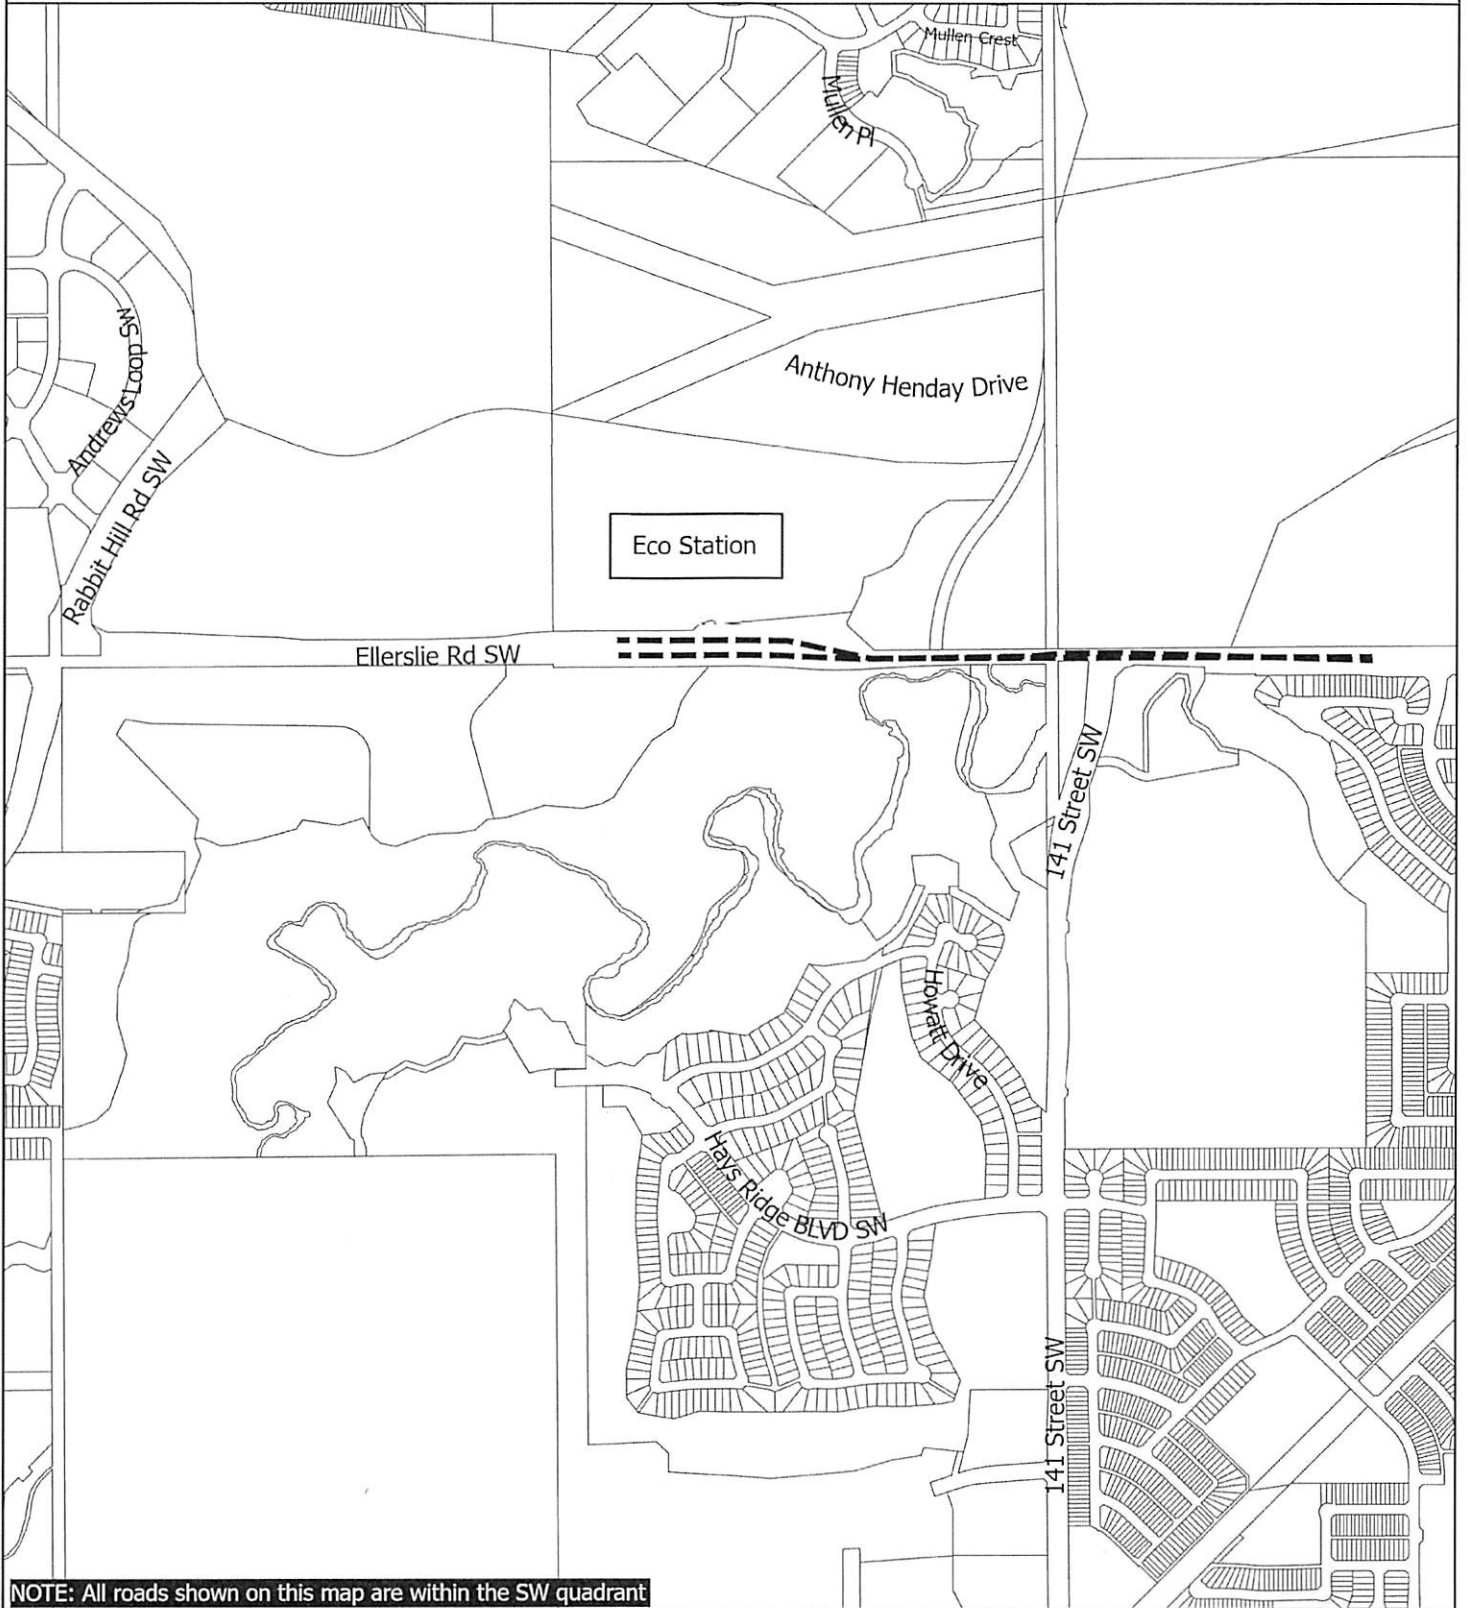 Mullen Crest
Mullen Pl
Andrews Loop SW
Anthony Henday Drive
Rabbit Hill Rd SW
Eco Station
Ellerslie Rd SW
141 Street SW
Howatt Drive
Hays Ridge BLVD SW
141 Street SW
NOTE: All roads shown on this map are within the SW quadrant